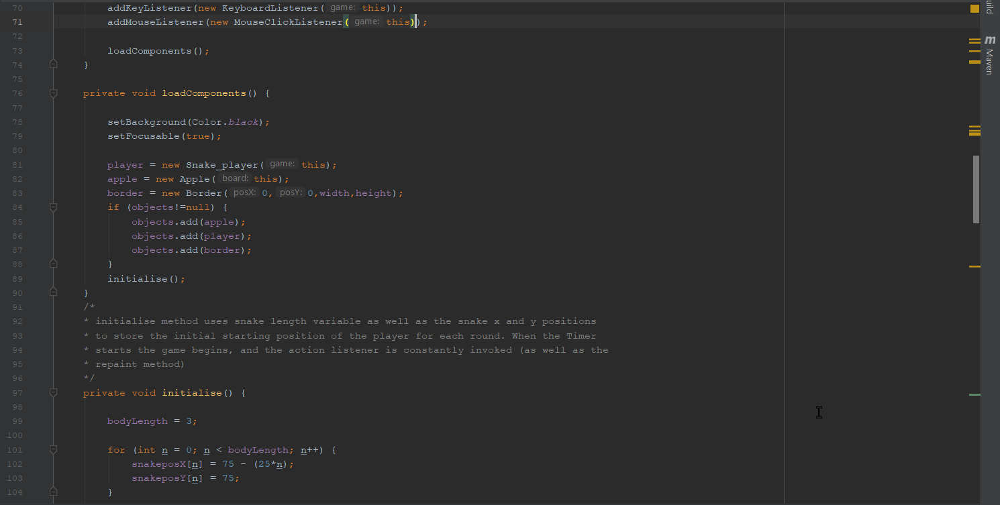 70 addKeyListener(new KeyboardListener( game: this));
71 addMouseListener(new MouseClickListener( game: this));
72
73 loadComponents();
74 }
75
76 private void loadComponents() {
77
78 setBackground(Color.black);
79 setFocusable(true);
80
81 player = new Snake_player( game: this);
82 apple = new Apple( board: this);
83 border = new Border( posX: 0, posY: 0,width,height);
84 if (objects!=null) {
85 objects.add(apple);
86 objects.add(player);
87 objects.add(border);
88 }
89 initialise();
90 }
91 /*
92 * initialise method uses snake length variable as well as the snake x and y positions
93 * to store the initial starting position of the player for each round. When the Timer
94 * starts the game begins, and the action listener is constantly invoked (as well as the
95 * repaint method)
96 */
97 private void initialise() {
98
99 bodyLength = 3;
100
101 for (int n = 0; n < bodyLength; n++) {
102 snakeposX[n] = 75 - (25*n);
103 snakeposY[n] = 75;
104 }
uild
m Maven